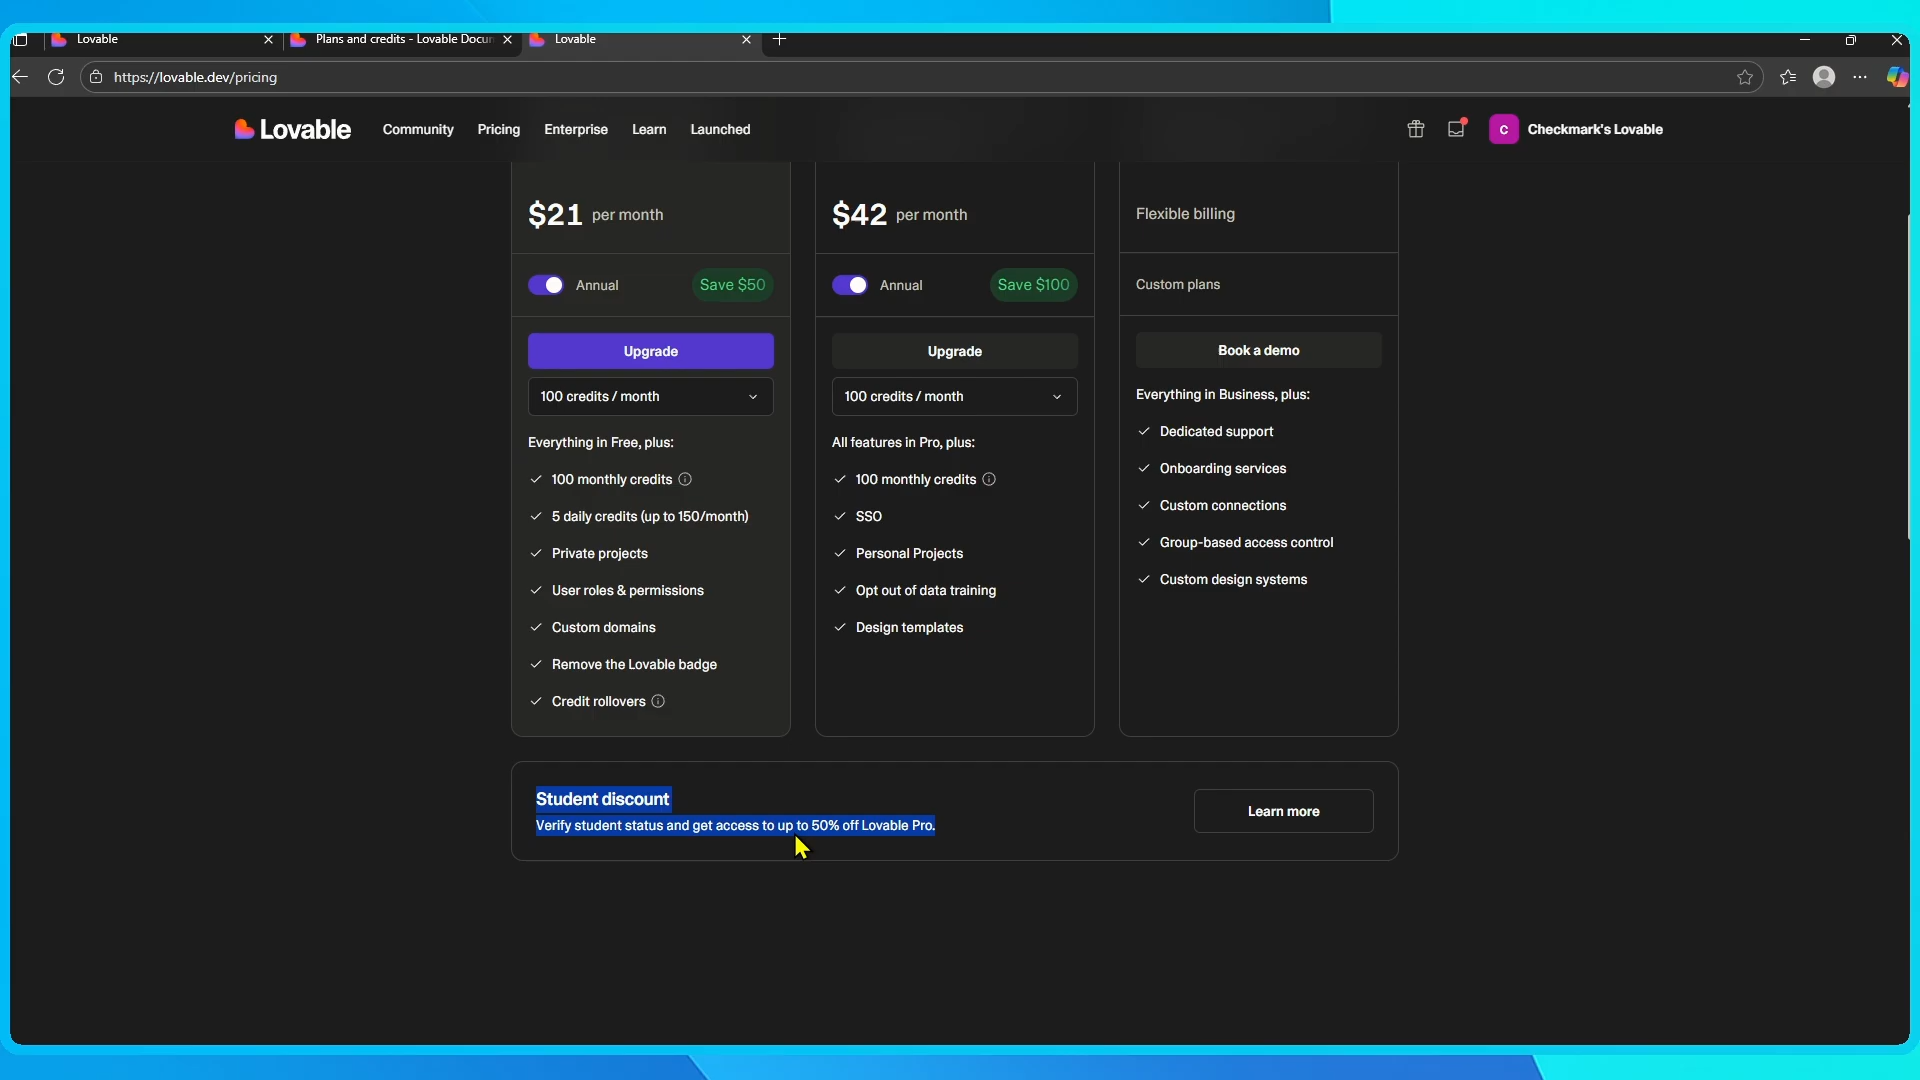 Lovable
Plans and credits - Lovable Docun
Lovable
https://lovable.dev/pricing
Lovable
Community
Pricing
Enterprise
Learn
Launched
C
Checkmark's Lovable
$21 per month
Annual
Save $50
Upgrade
100 credits / month
Everything in Free, plus:
100 monthly credits
5 daily credits (up to 150/month)
Private projects
User roles & permissions
Custom domains
Remove the Lovable badge
Credit rollovers
$42 per month
Annual
Save $100
Upgrade
100 credits / month
All features in Pro, plus:
100 monthly credits
SSO
Personal Projects
Opt out of data training
Design templates
Flexible billing
Custom plans
Book a demo
Everything in Business, plus:
Dedicated support
Onboarding services
Custom connections
Group-based access control
Custom design systems
Student discount
Verify student status and get access to up to 50% off Lovable Pro.
Learn more